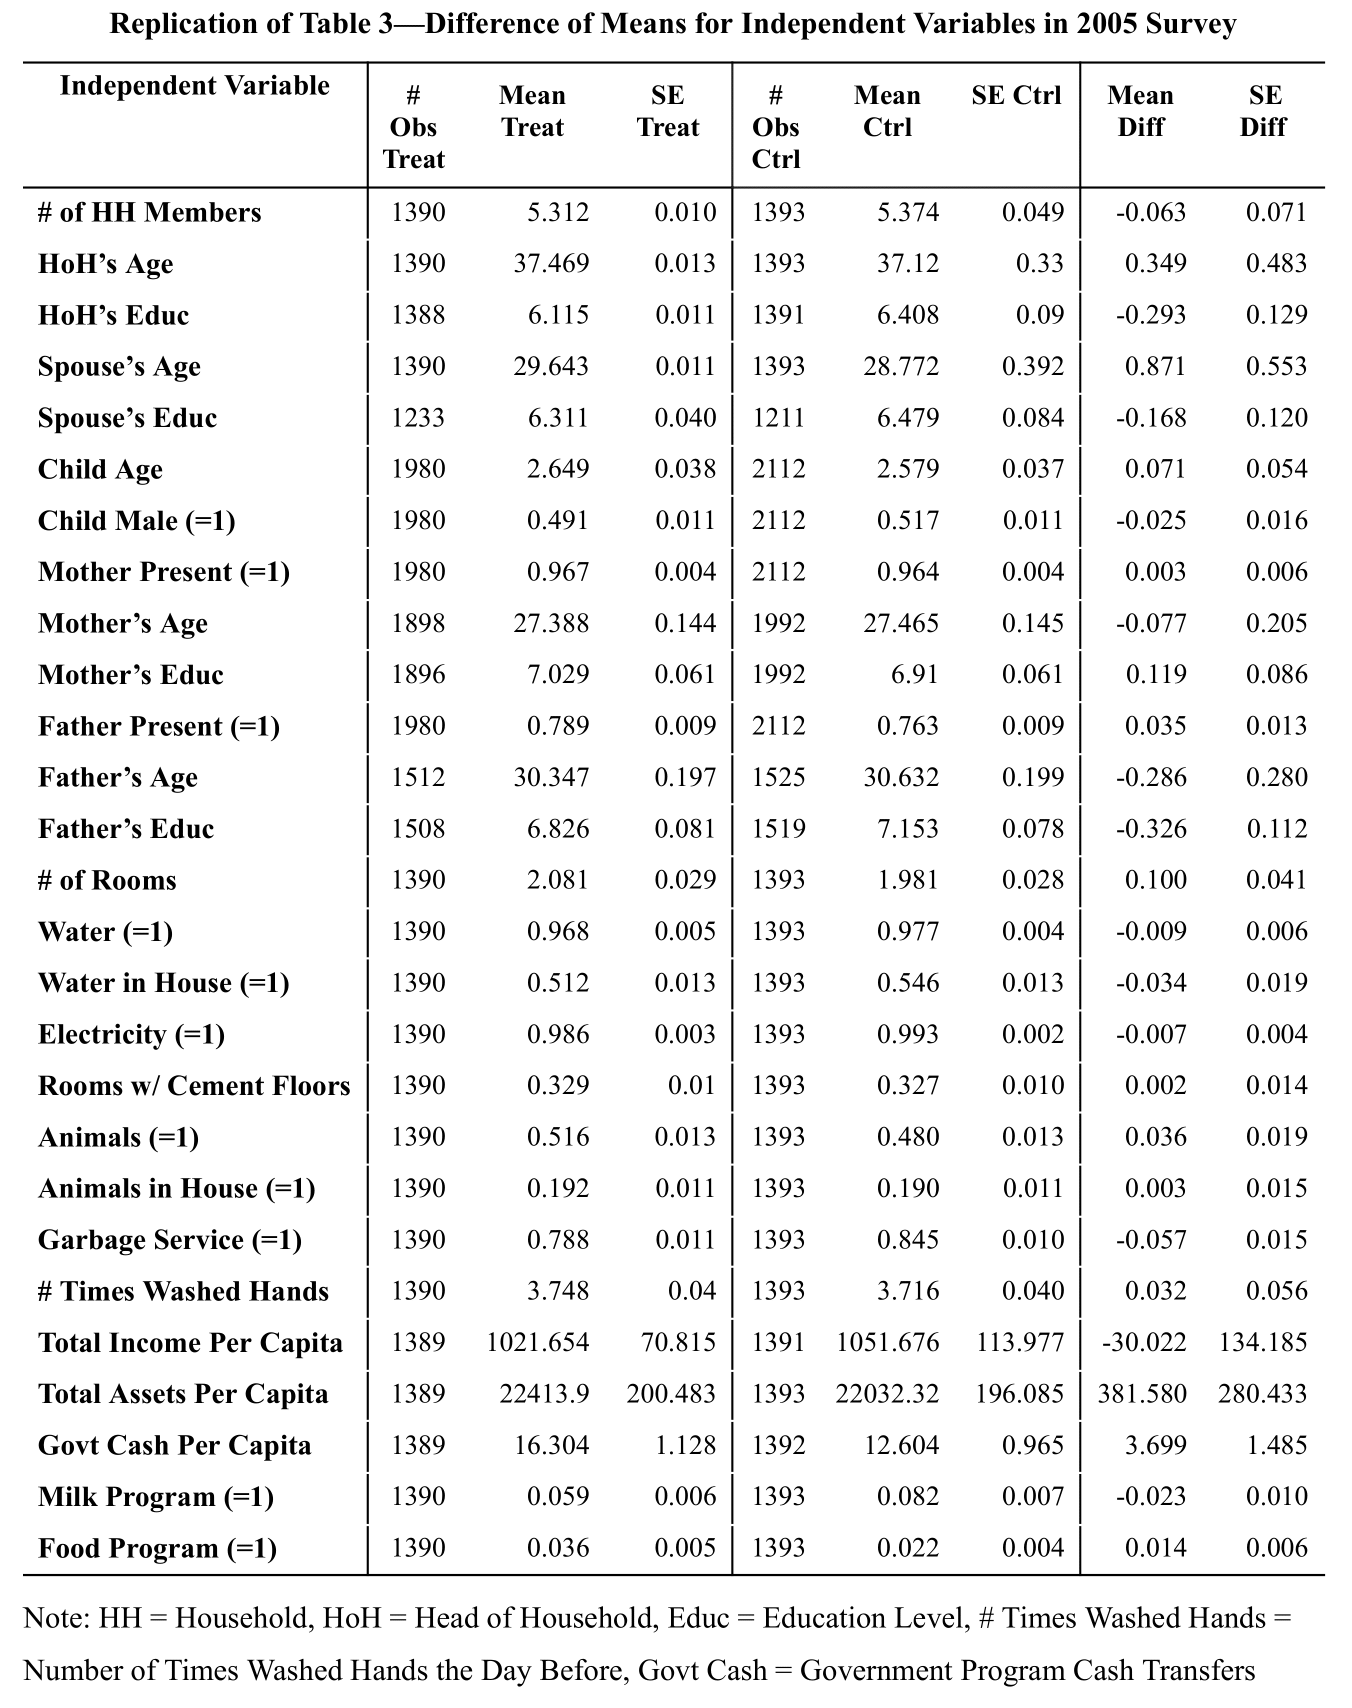 Replication of Table 3—Difference of Means for Independent Variables in 2005 Survey
Independent Variable # Obs Treat Mean Treat SE Treat # Obs Ctrl Mean Ctrl SE Ctrl Mean Diff SE Diff
# of HH Members 1390 5.312 0.010 1393 5.374 0.049 -0.063 0.071
HoH’s Age 1390 37.469 0.013 1393 37.12 0.33 0.349 0.483
HoH’s Educ 1388 6.115 0.011 1391 6.408 0.09 -0.293 0.129
Spouse’s Age 1390 29.643 0.011 1393 28.772 0.392 0.871 0.553
Spouse’s Educ 1233 6.311 0.040 1211 6.479 0.084 -0.168 0.120
Child Age 1980 2.649 0.038 2112 2.579 0.037 0.071 0.054
Child Male (=1) 1980 0.491 0.011 2112 0.517 0.011 -0.025 0.016
Mother Present (=1) 1980 0.967 0.004 2112 0.964 0.004 0.003 0.006
Mother’s Age 1898 27.388 0.144 1992 27.465 0.145 -0.077 0.205
Mother’s Educ 1896 7.029 0.061 1992 6.91 0.061 0.119 0.086
Father Present (=1) 1980 0.789 0.009 2112 0.763 0.009 0.035 0.013
Father’s Age 1512 30.347 0.197 1525 30.632 0.199 -0.286 0.280
Father’s Educ 1508 6.826 0.081 1519 7.153 0.078 -0.326 0.112
# of Rooms 1390 2.081 0.029 1393 1.981 0.028 0.100 0.041
Water (=1) 1390 0.968 0.005 1393 0.977 0.004 -0.009 0.006
Water in House (=1) 1390 0.512 0.013 1393 0.546 0.013 -0.034 0.019
Electricity (=1) 1390 0.986 0.003 1393 0.993 0.002 -0.007 0.004
Rooms w/ Cement Floors 1390 0.329 0.01 1393 0.327 0.010 0.002 0.014
Animals (=1) 1390 0.516 0.013 1393 0.480 0.013 0.036 0.019
Animals in House (=1) 1390 0.192 0.011 1393 0.190 0.011 0.003 0.015
Garbage Service (=1) 1390 0.788 0.011 1393 0.845 0.010 -0.057 0.015
# Times Washed Hands 1390 3.748 0.04 1393 3.716 0.040 0.032 0.056
Total Income Per Capita 1389 1021.654 70.815 1391 1051.676 113.977 -30.022 134.185
Total Assets Per Capita 1389 22413.9 200.483 1393 22032.32 196.085 381.580 280.433
Govt Cash Per Capita 1389 16.304 1.128 1392 12.604 0.965 3.699 1.485
Milk Program (=1) 1390 0.059 0.006 1393 0.082 0.007 -0.023 0.010
Food Program (=1) 1390 0.036 0.005 1393 0.022 0.004 0.014 0.006
Note: HH = Household, HoH = Head of Household, Educ = Education Level, # Times Washed Hands =
Number of Times Washed Hands the Day Before, Govt Cash = Government Program Cash Transfers